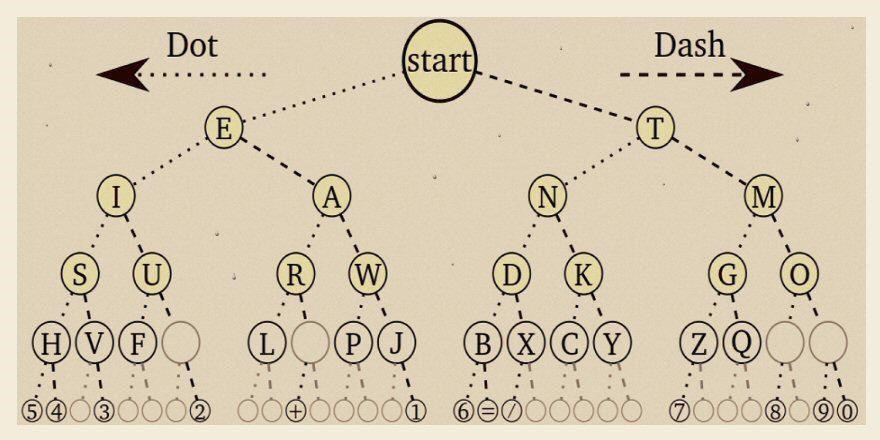 Dot start Dash
E T
I A N M
S U R W D K G O
H V F L P J B X C Y Z Q
5 4 3 2 + 1 6 = / 7 8 9 0